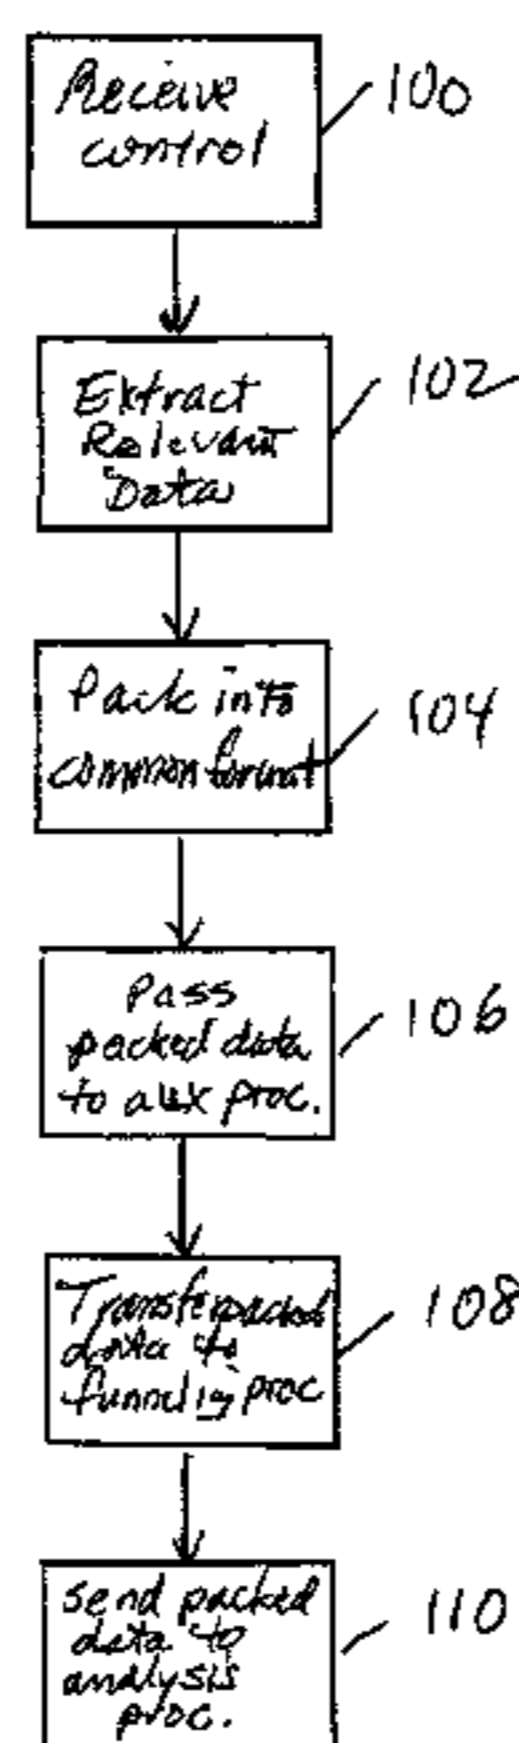 Receive
control
100
Extract
Relevant
Data
102
Pack into
common format
104
Pass
packed data
to aux proc.
106
Transfer packed
data to
funnelig proc
108
send packed
data to
analysis
proc.
110